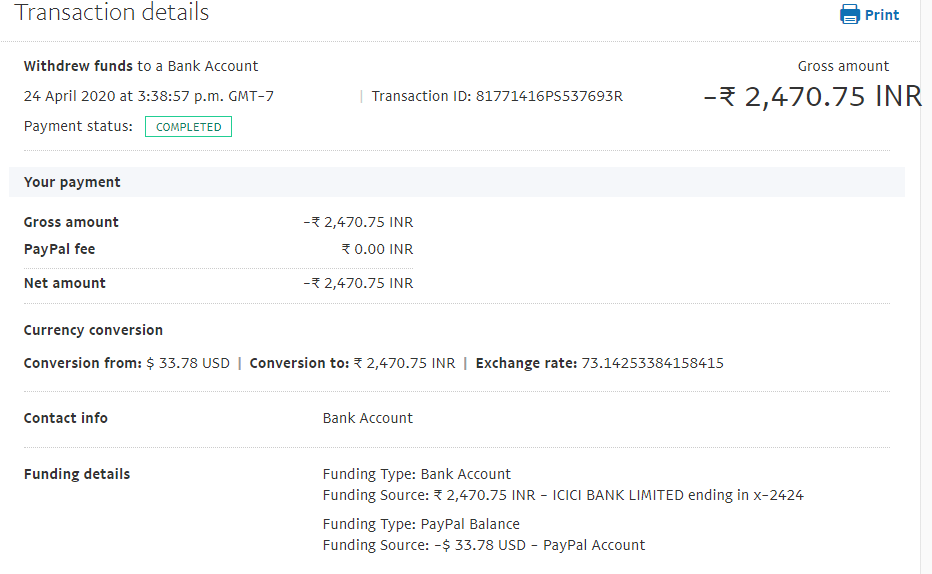 Transaction details
Print
Withdrew funds to a Bank Account
Gross amount
24 April 2020 at 3:38:57 p.m. GMT-7 | Transaction ID: 81771416PS537693R
-₹ 2,470.75 INR
Payment status: COMPLETED
Your payment
Gross amount -₹ 2,470.75 INR
PayPal fee ₹ 0.00 INR
Net amount -₹ 2,470.75 INR
Currency conversion
Conversion from: $ 33.78 USD | Conversion to: ₹ 2,470.75 INR | Exchange rate: 73.14253384158415
Contact info Bank Account
Funding details Funding Type: Bank Account
Funding Source: ₹ 2,470.75 INR - ICICI BANK LIMITED ending in x-2424
Funding Type: PayPal Balance
Funding Source: -$ 33.78 USD - PayPal Account